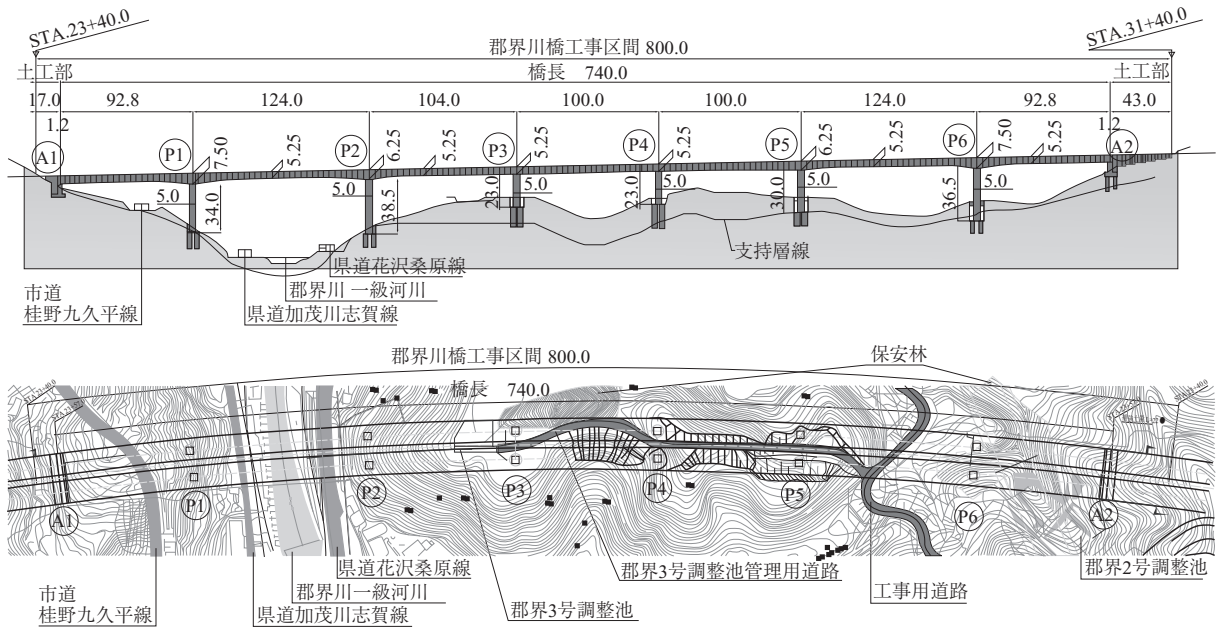 STA.23+40.0
STA.31+40.0
郡界川橋工事区間 800.0
土工部
橋長 740.0
土工部
17.0
92.8
124.0
104.0
100.0
100.0
124.0
92.8
43.0
1.2
1.2
A1
P1
P2
P3
P4
P5
P6
A2
7.50
5.25
6.25
5.25
5.25
5.25
6.25
5.25
7.50
5.25
5.0
34.0
5.0
38.5
23.0
5.0
23.0
5.0
30.0
5.0
36.5
5.0
支持層線
県道花沢桑原線
郡界川 一級河川
県道加茂川志賀線
市道
桂野九久平線
郡界川橋工事区間 800.0
保安林
橋長 740.0
A1
P1
P2
P3
P4
P5
P6
A2
県道花沢桑原線
郡界川一級河川
県道加茂川志賀線
市道
桂野九久平線
郡界3号調整池管理用道路
郡界3号調整池
工事用道路
郡界2号調整池